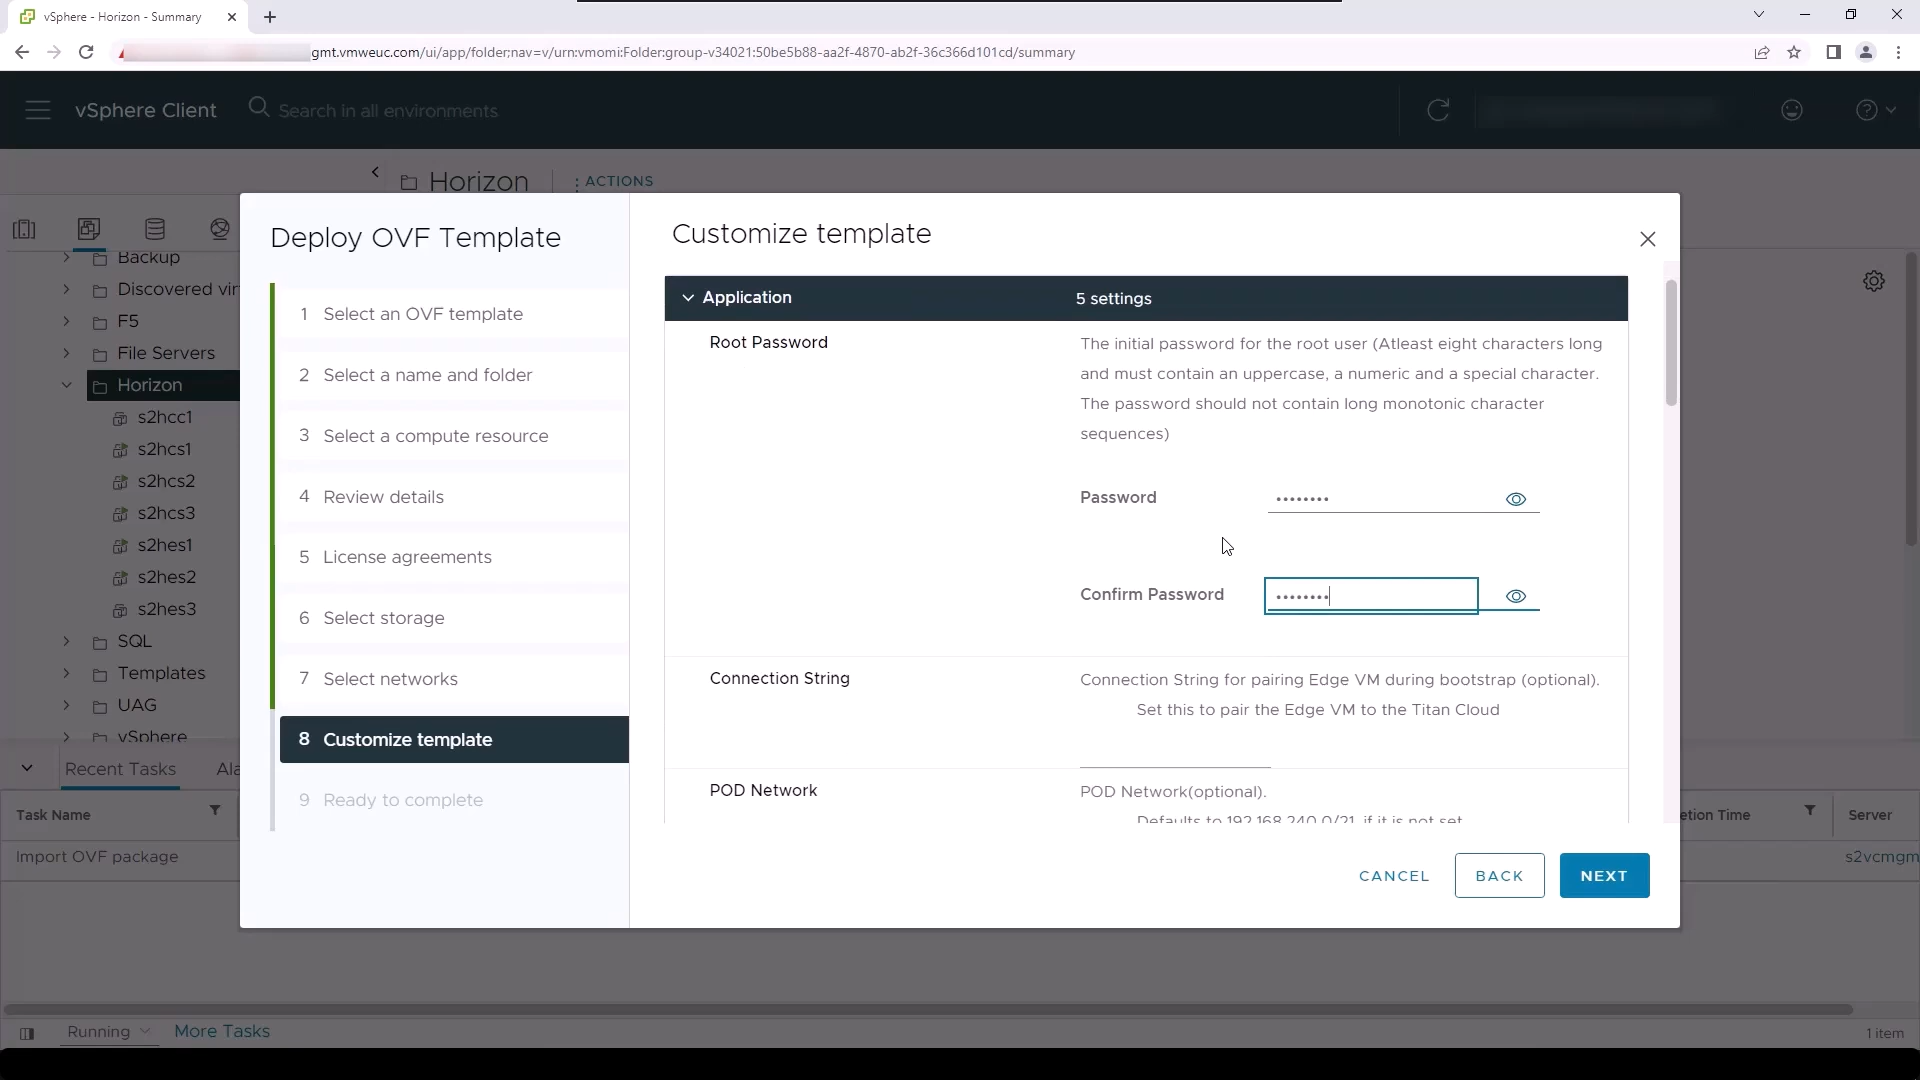 vSphere - Horizon - Summary
gmt.vmweuc.com/ui/app/folder;nav=v/urn:vmomi:Folder:group-v34021:50be5b88-aa2f-4870-ab2f-36c366d101cd/summary
vSphere Client
Search in all environments
Horizon
ACTIONS
Backup
Discovered vir
F5
File Servers
Horizon
s2hcc1
s2hcs1
s2hcs2
s2hcs3
s2hes1
s2hes2
s2hes3
SQL
Templates
UAG
vSphere
Deploy OVF Template
1 Select an OVF template
2 Select a name and folder
3 Select a compute resource
4 Review details
5 License agreements
6 Select storage
7 Select networks
8 Customize template
9 Ready to complete
Customize template
Application 5 settings
Root Password
The initial password for the root user (Atleast eight characters long
and must contain an uppercase, a numeric and a special character.
The password should not contain long monotonic character
sequences)
Password ••••••••
Confirm Password ••••••••
Connection String
Connection String for pairing Edge VM during bootstrap (optional).
Set this to pair the Edge VM to the Titan Cloud
POD Network
POD Network(optional).
Defaults to 192.168.240.0/21, if it is not set
CANCEL
BACK
NEXT
Recent Tasks
Ala
Task Name
etion Time
Server
Import OVF package
s2vcmgm
Running
More Tasks
1 item